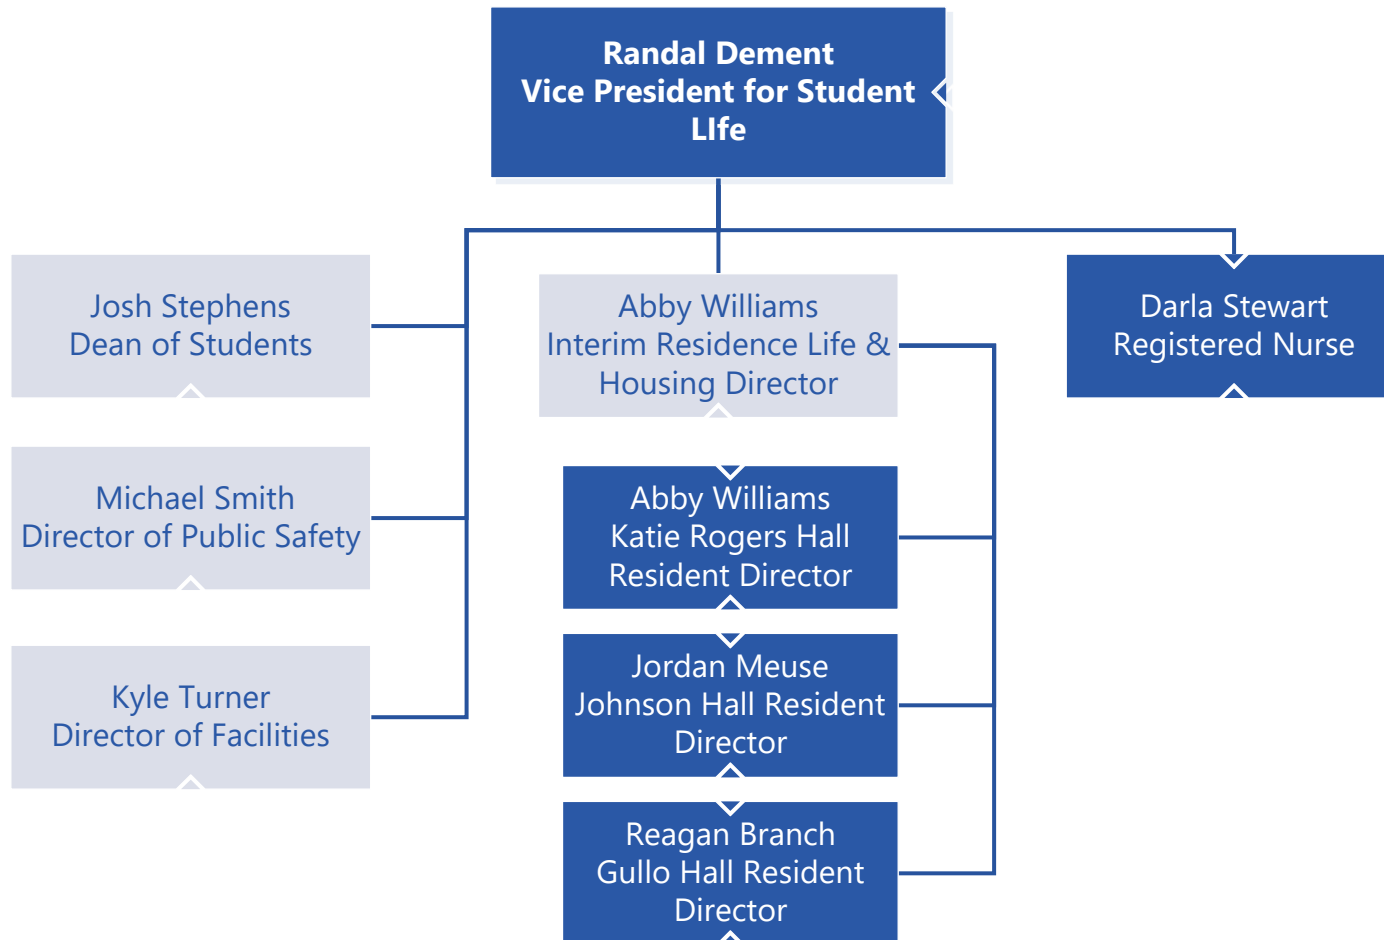 Randal Dement
Vice President for Student
LIfe
Josh Stephens
Dean of Students
Abby Williams
Interim Residence Life &
Housing Director
Darla Stewart
Registered Nurse
Michael Smith
Director of Public Safety
Abby Williams
Katie Rogers Hall
Resident Director
Kyle Turner
Director of Facilities
Jordan Meuse
Johnson Hall Resident
Director
Reagan Branch
Gullo Hall Resident
Director